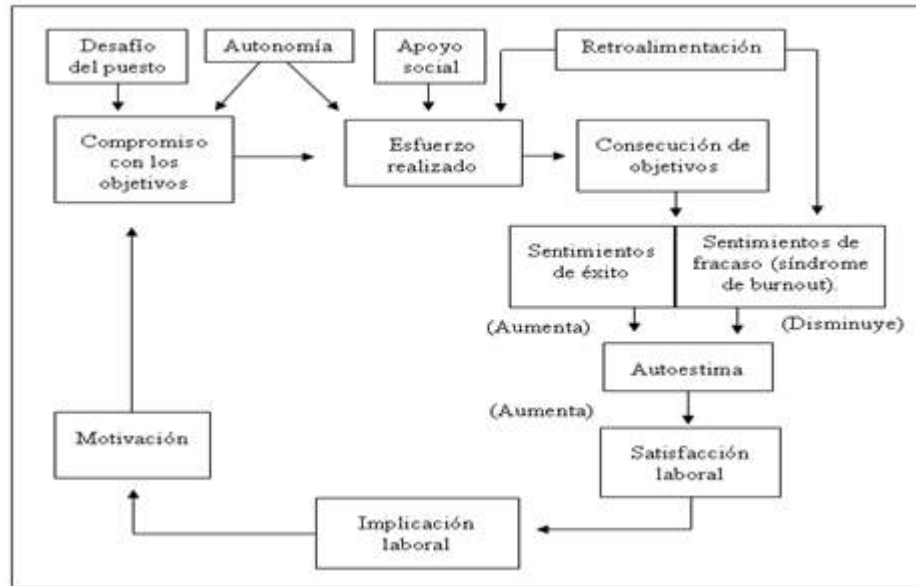 Desafío
del puesto
Autonomía
Apoyo
social
Retroalimentación
Compromiso
con los
objetivos
Esfuerzo
realizado
Consecución de
objetivos
Sentimientos
de éxito
Sentimientos de
fracaso (síndrome
de burnout).
(Aumenta)
(Disminuye)
Autoestima
(Aumenta)
Motivación
Satisfacción
laboral
Implicación
laboral